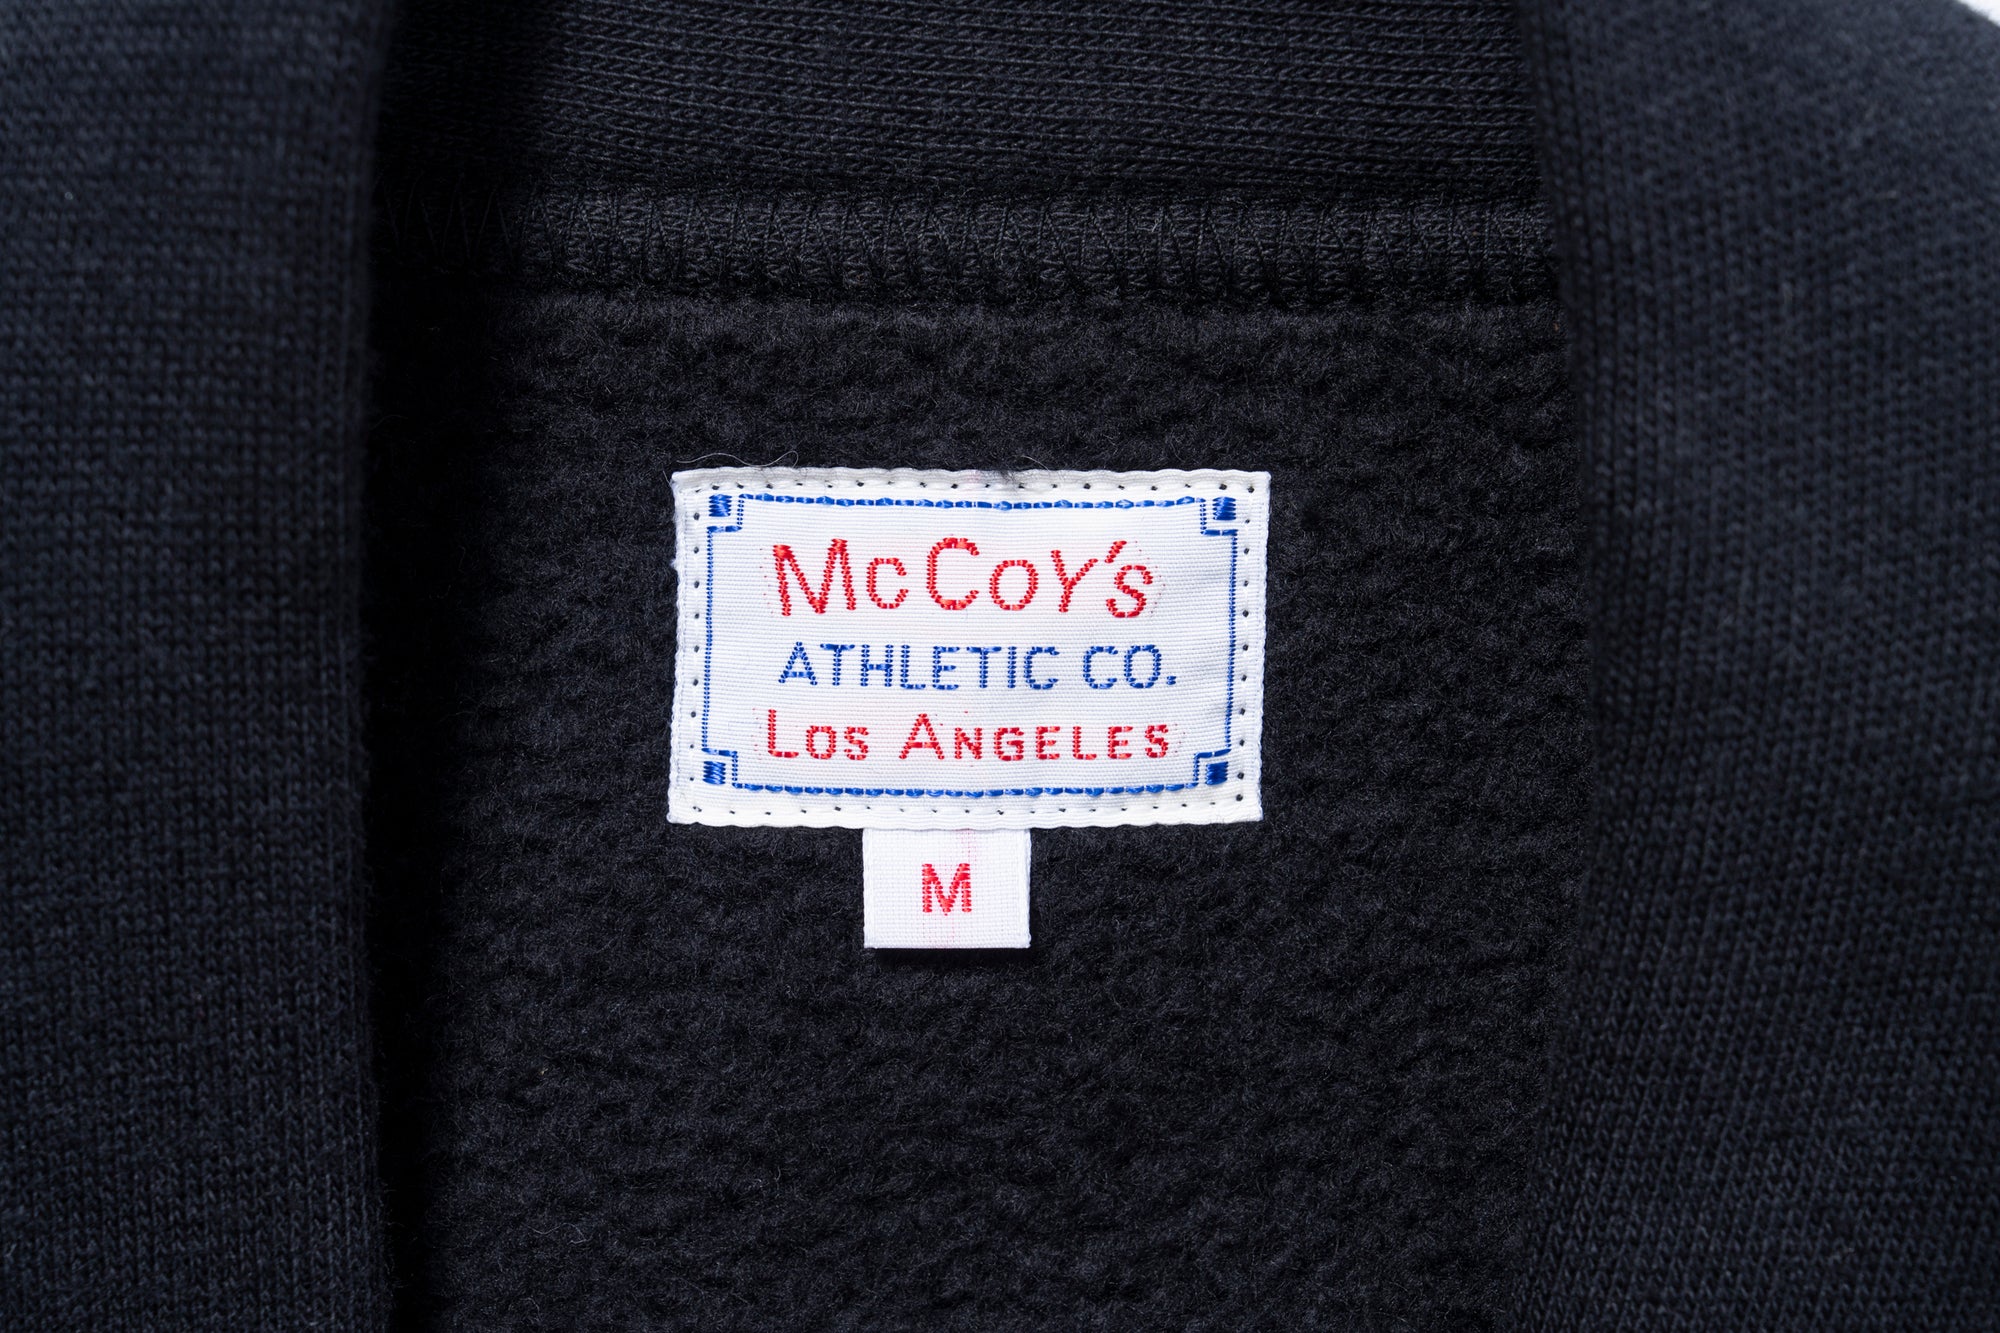 McCoy's
ATHLETIC CO.
Los Angeles
M